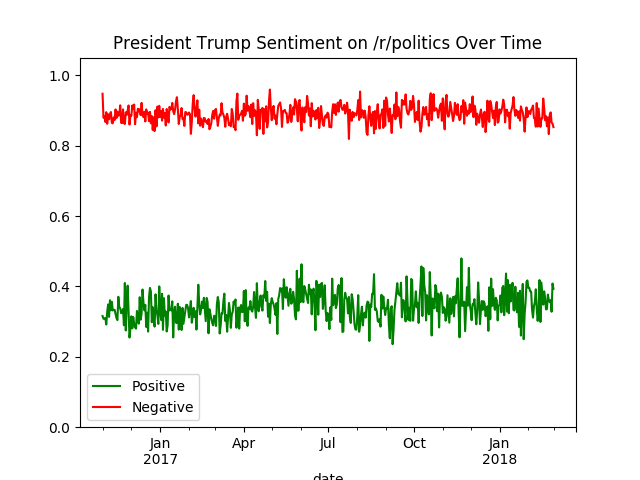 President Trump Sentiment on /r/politics Over Time
1.0
0.8
0.6
0.4
0.2
0.0
Positive
Negative
Jan
2017
Apr
Jul
Oct
Jan
2018
date